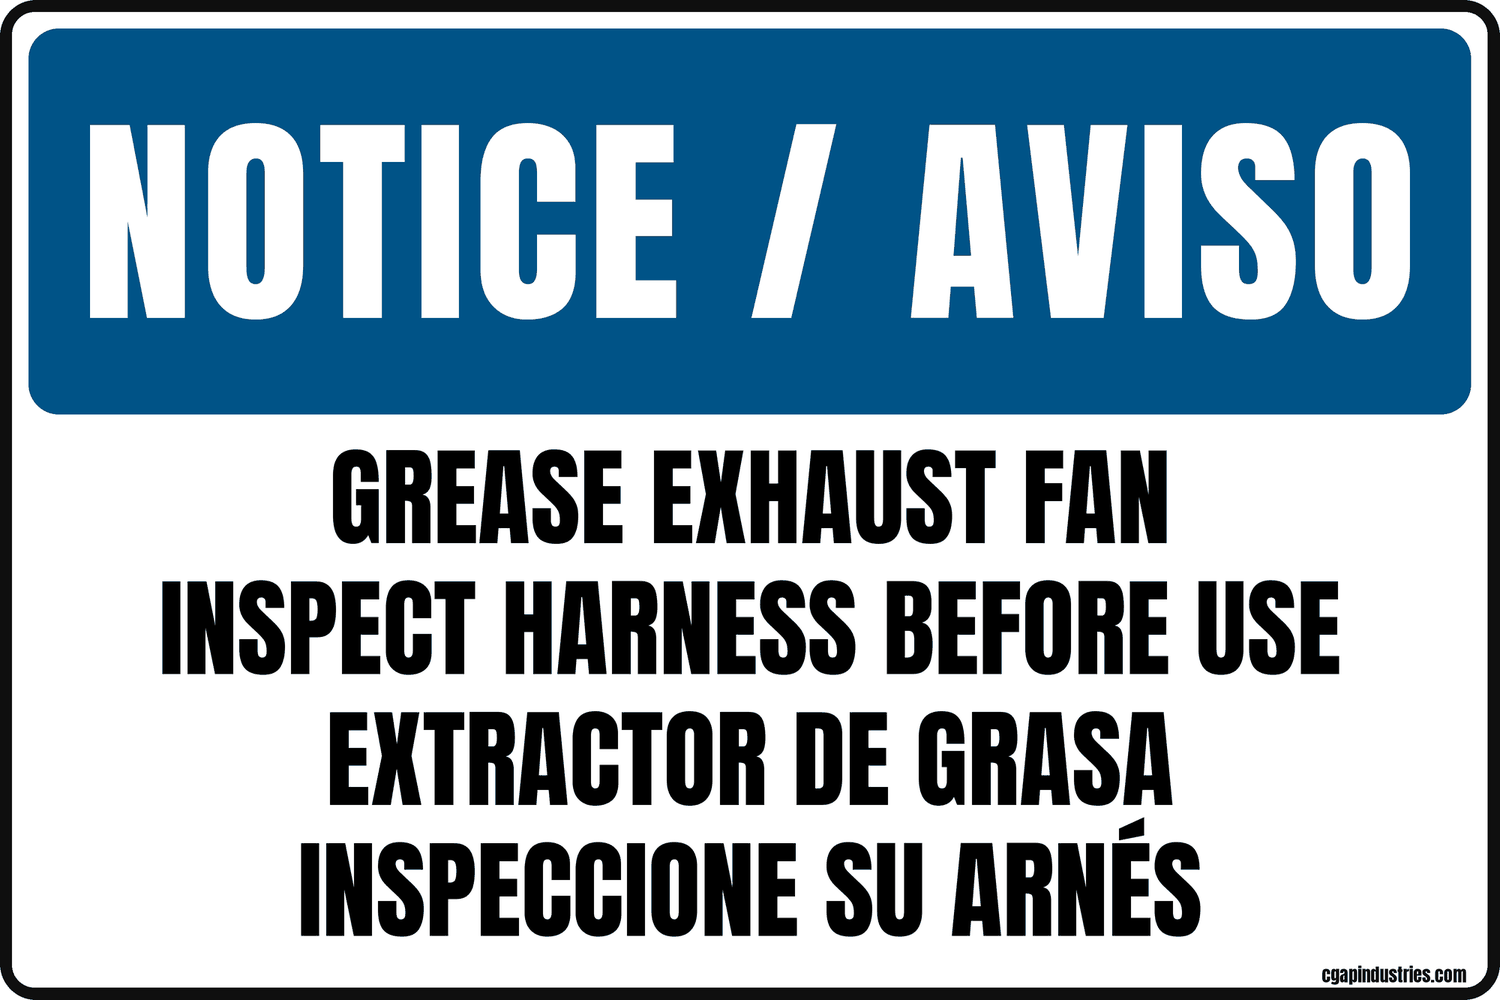 NOTICE / AVISO
GREASE EXHAUST FAN
INSPECT HARNESS BEFORE USE
EXTRACTOR DE GRASA
INSPECCIONE SU ARNÉS
cgapindustries.com